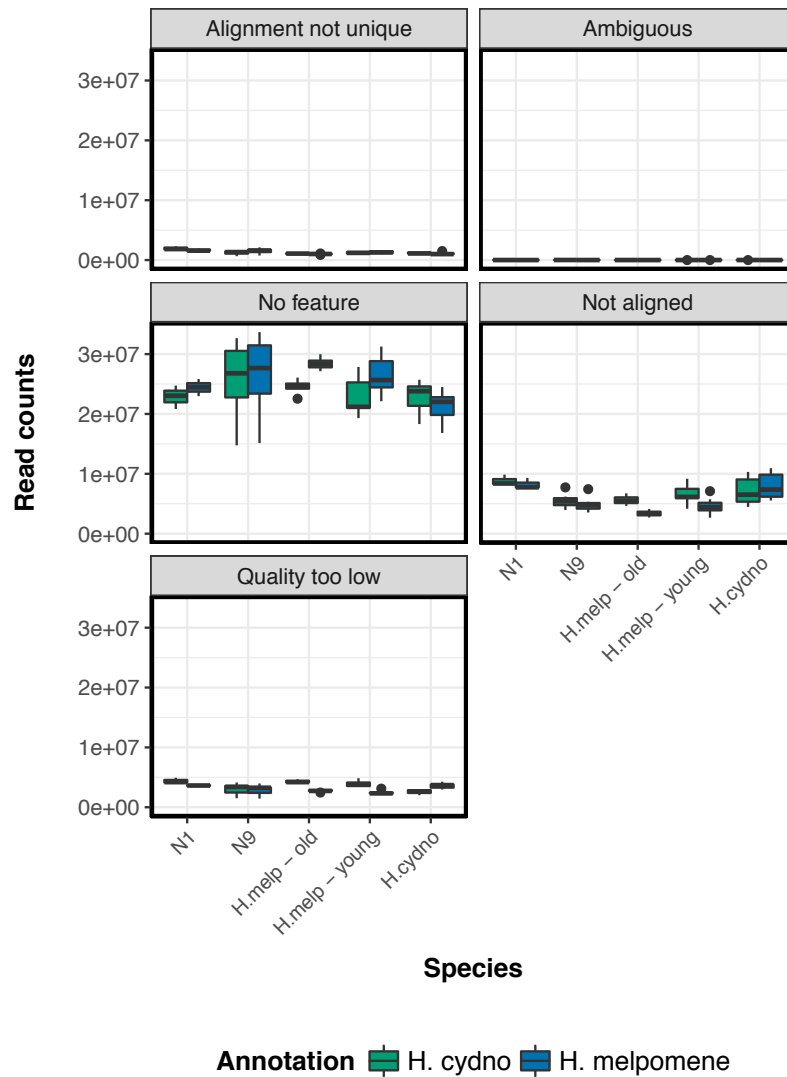 Alignment not unique
Ambiguous
3e+07
2e+07
1e+07
0e+00
No feature
Not aligned
3e+07
2e+07
1e+07
0e+00
Read counts
N1
N9
H.melp − old
H.melp − young
H.cydno
Quality too low
3e+07
2e+07
1e+07
0e+00
N1
N9
H.melp − old
H.melp − young
H.cydno
Species
Annotation H. cydno H. melpomene